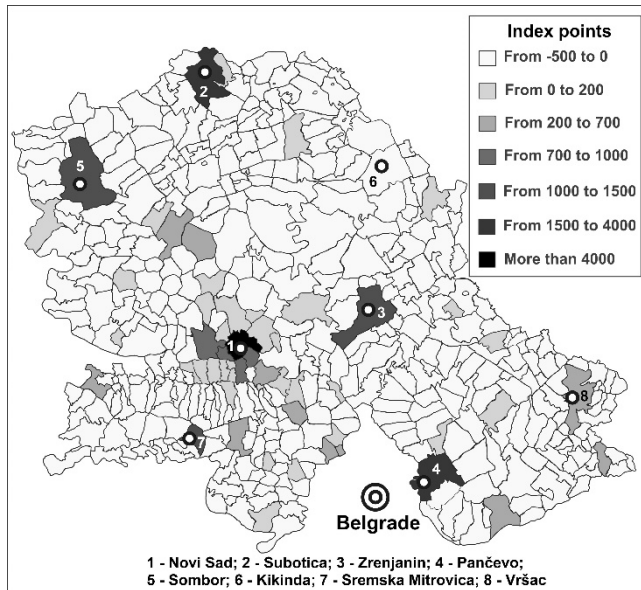 Index points
From -500 to 0
From 0 to 200
From 200 to 700
From 700 to 1000
From 1000 to 1500
From 1500 to 4000
More than 4000
2
5
6
3
1
8
7
4
Belgrade
1 - Novi Sad; 2 - Subotica; 3 - Zrenjanin; 4 - Pančevo;
5 - Sombor; 6 - Kikinda; 7 - Sremska Mitrovica; 8 - Vršac